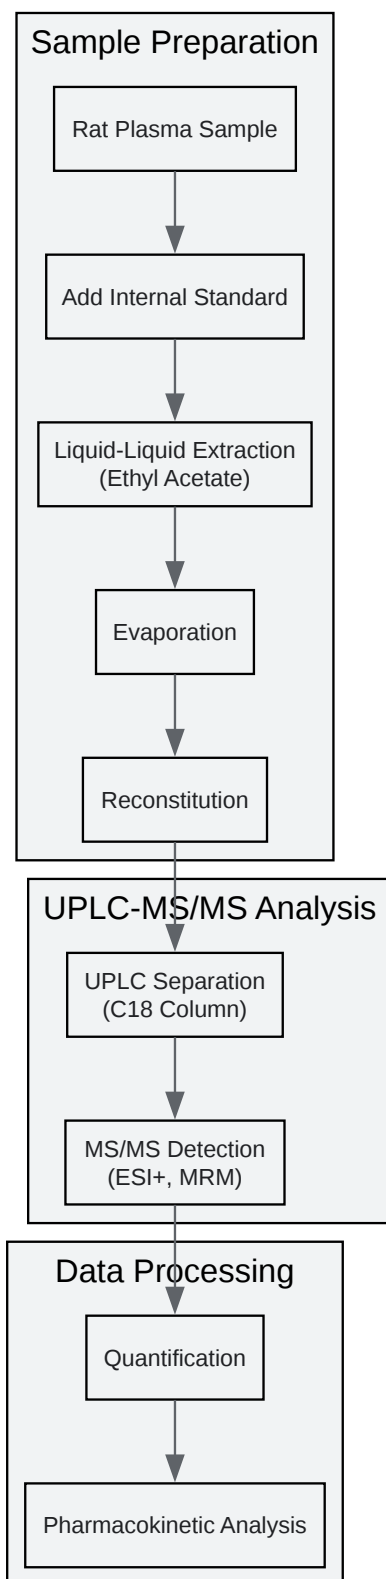 Sample Preparation
Rat Plasma Sample
Add Internal Standard
Liquid-Liquid Extraction
(Ethyl Acetate)
Evaporation
Reconstitution
UPLC-MS/MS Analysis
UPLC Separation
(C18 Column)
MS/MS Detection
(ESI+, MRM)
Data Processing
Quantification
Pharmacokinetic Analysis